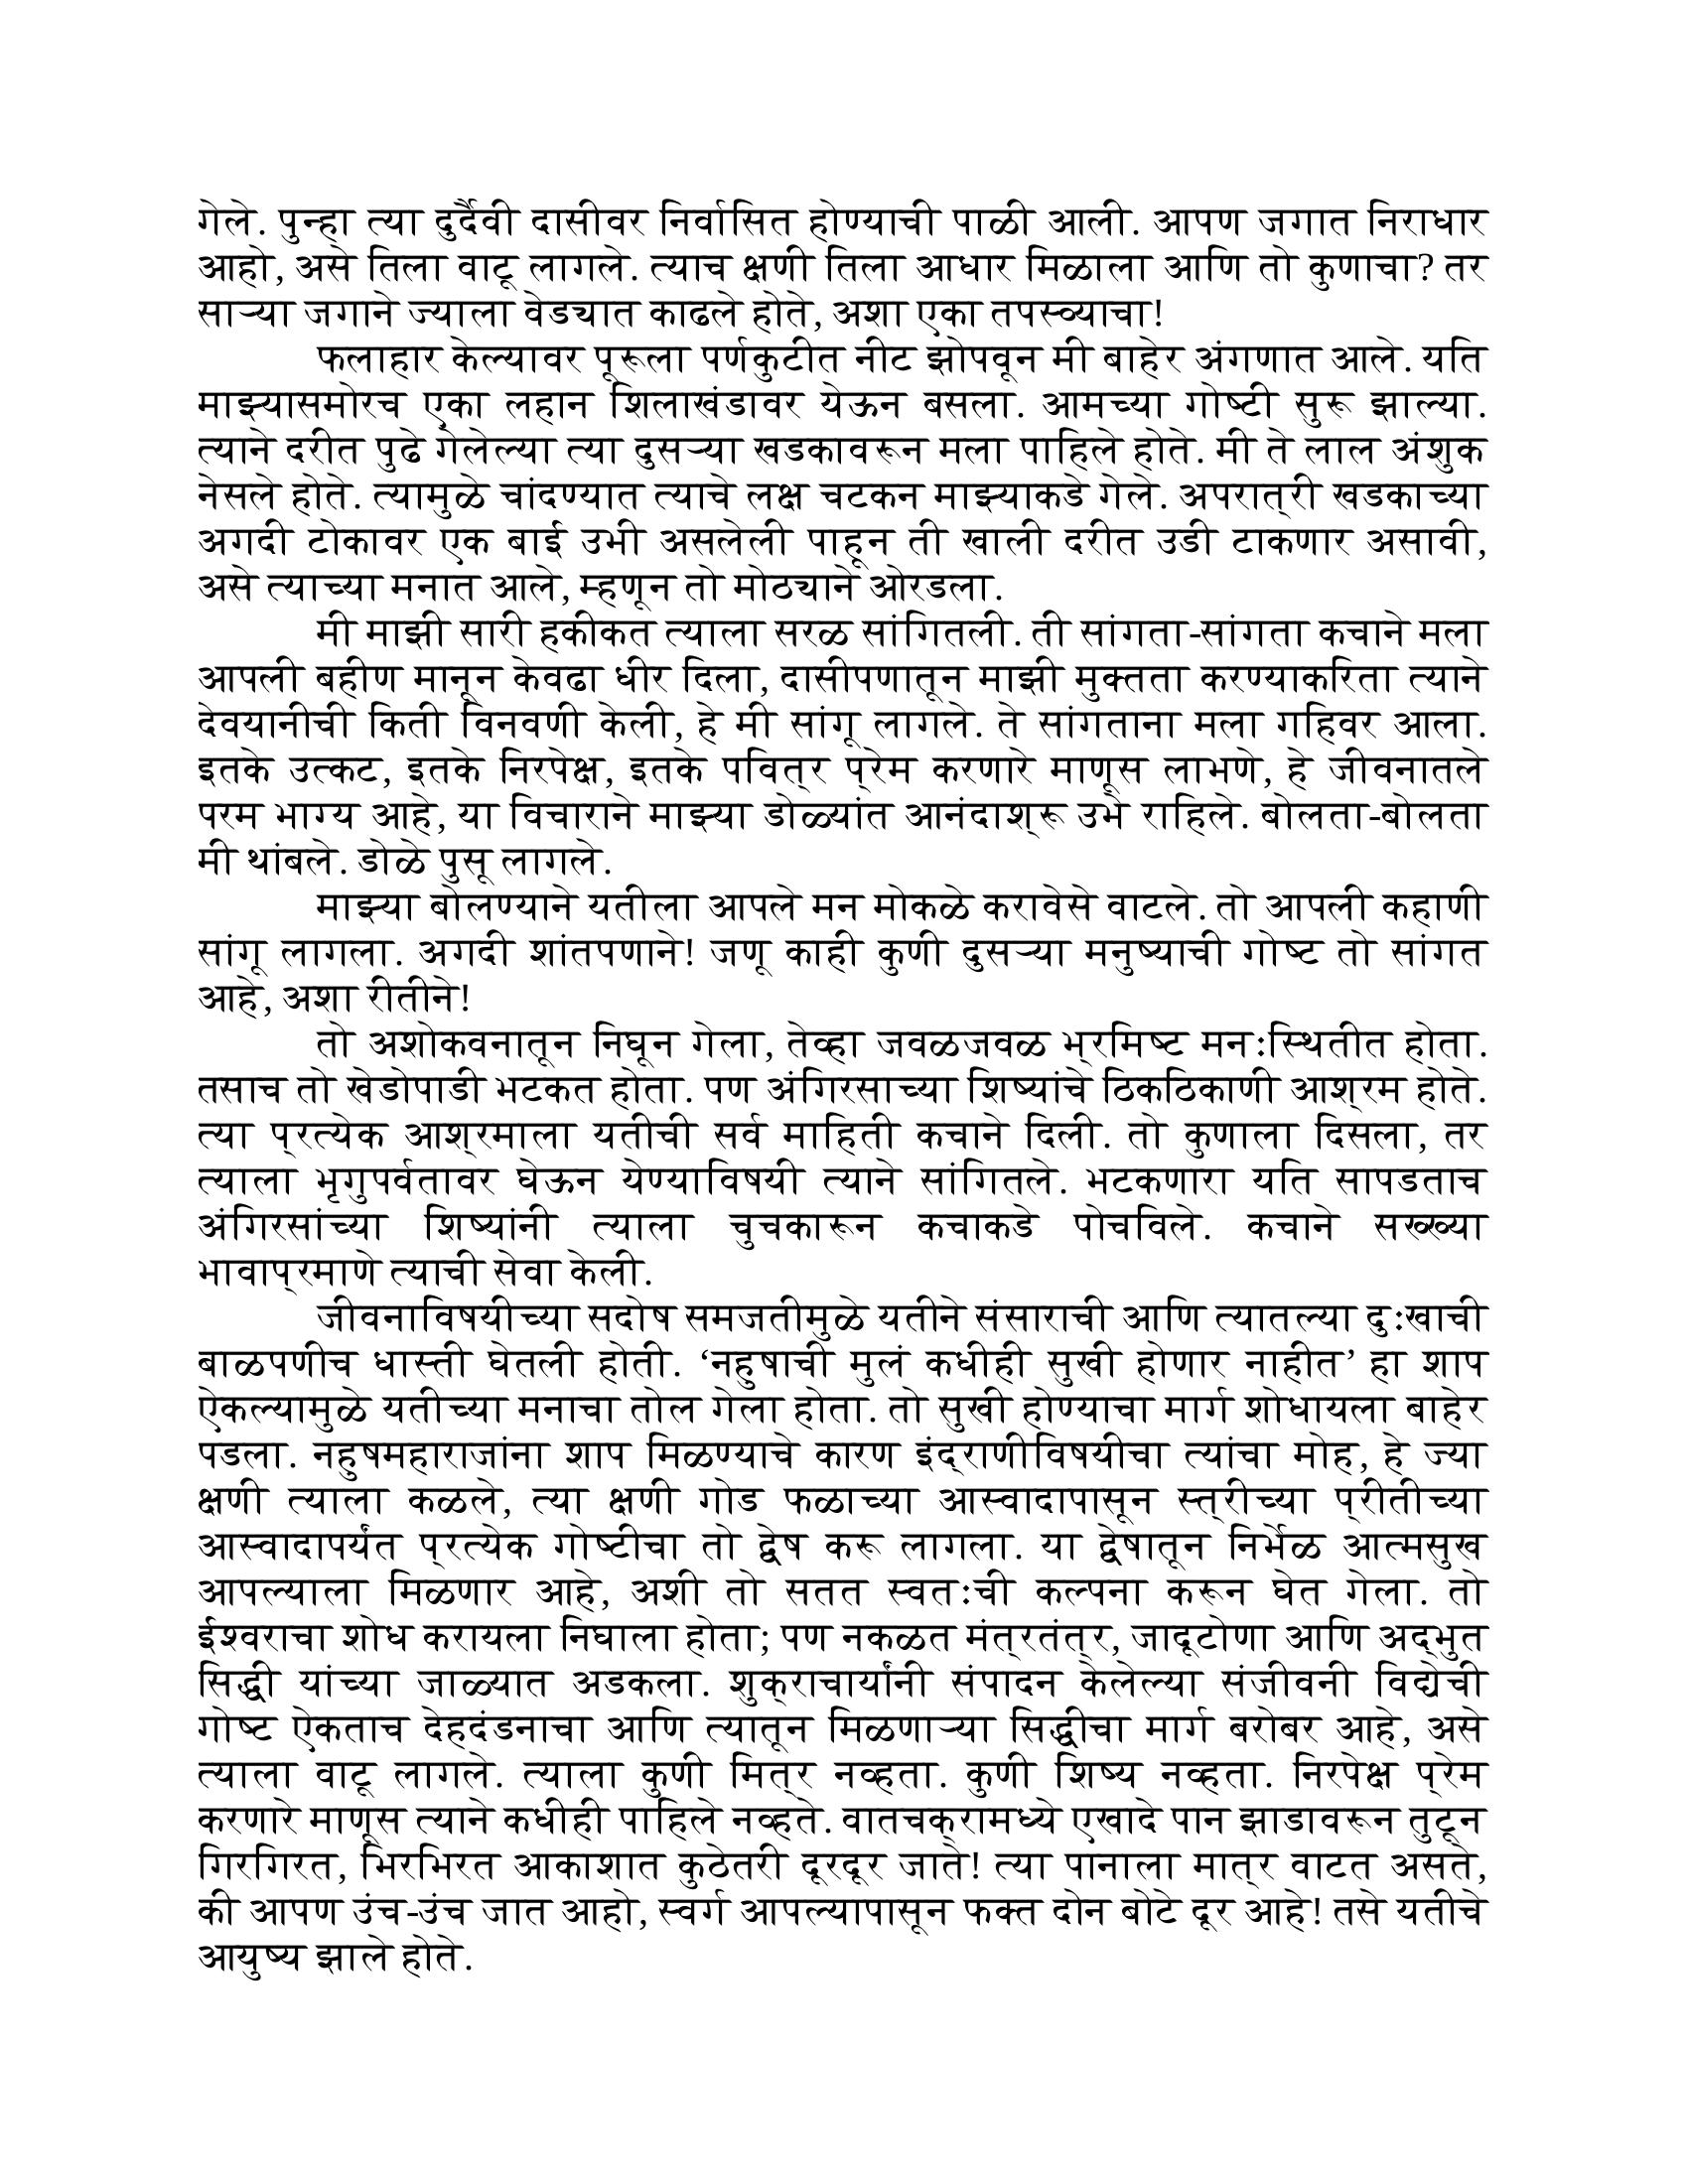 गेले. पुन्हा त्या दुर्दैवी दासीवर निर्वासित होण्याची पाळी आली. आपण जगात निराधार
आहो, असे तिला वाटू लागले. त्याच क्षणी तिला आधार मिळाला आणि तो कुणाचा? तर
साऱ्या जगाने ज्याला वेड्यात काढले होते, अशा एका तपस्व्याचा!
फलाहार केल्यावर पूरूला पर्णकुटीत नीट झोपवून मी बाहेर अंगणात आले. यति
माझ्यासमोरच एका लहान शिलाखंडावर येऊन बसला. आमच्या गोष्टी सुरू झाल्या.
त्याने दरीत पुढे गेलेल्या त्या दुसऱ्या खडकावरून मला पाहिले होते. मी ते लाल अंशुक
नेसले होते. त्यामुळे चांदण्यात त्याचे लक्ष चटकन माझ्याकडे गेले. अपरात्री खडकाच्या
अगदी टोकावर एक बाई उभी असलेली पाहून ती खाली दरीत उडी टाकणार असावी,
असे त्याच्या मनात आले, म्हणून तो मोठ्याने ओरडला.
मी माझी सारी हकीकत त्याला सरळ सांगितली. ती सांगता-सांगता कचाने मला
आपली बहीण मानून केवढा धीर दिला, दासीपणातून माझी मुक्तता करण्याकरिता त्याने
देवयानीची किती विनवणी केली, हे मी सांगू लागले. ते सांगताना मला गहिवर आला.
इतके उत्कट, इतके निरपेक्ष, इतके पवित्र प्रेम करणारे माणूस लाभणे, हे जीवनातले
परम भाग्य आहे, या विचाराने माझ्या डोळ्यांत आनंदाश्रू उभे राहिले. बोलता-बोलता
मी थांबले. डोळे पुसू लागले.
माझ्या बोलण्याने यतीला आपले मन मोकळे करावेसे वाटले. तो आपली कहाणी
सांगू लागला. अगदी शांतपणाने! जणू काही कुणी दुसऱ्या मनुष्याची गोष्ट तो सांगत
आहे, अशा रीतीने!
तो अशोकवनातून निघून गेला, तेव्हा जवळजवळ भ्रमिष्ट मनःस्थितीत होता.
तसाच तो खेडोपाडी भटकत होता. पण अंगिरसाच्या शिष्यांचे ठिकठिकाणी आश्रम होते.
त्या प्रत्येक आश्रमाला यतीची सर्व माहिती कचाने दिली. तो कुणाला दिसला, तर
त्याला भृगुपर्वतावर घेऊन येण्याविषयी त्याने सांगितले. भटकणारा यति सापडताच
अंगिरसांच्या शिष्यांनी त्याला चुचकारून कचाकडे पोचविले. कचाने सख्ख्या
भावाप्रमाणे त्याची सेवा केली.
जीवनाविषयीच्या सदोष समजतीमुळे यतीने संसाराची आणि त्यातल्या दुःखाची
बाळपणीच धास्ती घेतली होती. ‘नहुषाची मुलं कधीही सुखी होणार नाहीत’ हा शाप
ऐकल्यामुळे यतीच्या मनाचा तोल गेला होता. तो सुखी होण्याचा मार्ग शोधायला बाहेर
पडला. नहुषमहाराजांना शाप मिळण्याचे कारण इंद्राणीविषयीचा त्यांचा मोह, हे ज्या
क्षणी त्याला कळले, त्या क्षणी गोड फळाच्या आस्वादापासून स्त्रीच्या प्रीतीच्या
आस्वादापर्यंत प्रत्येक गोष्टीचा तो द्वेष करू लागला. या द्वेषातून निर्भेळ आत्मसुख
आपल्याला मिळणार आहे, अशी तो सतत स्वतःची कल्पना करून घेत गेला. तो
ईश्वराचा शोध करायला निघाला होता; पण नकळत मंत्रतंत्र, जादूटोणा आणि अद्‌भुत
सिद्धी यांच्या जाळ्यात अडकला. शुक्राचार्यांनी संपादन केलेल्या संजीवनी विद्येची
गोष्ट ऐकताच देहदंडनाचा आणि त्यातून मिळणाऱ्या सिद्धीचा मार्ग बरोबर आहे, असे
त्याला वाटू लागले. त्याला कुणी मित्र नव्हता. कुणी शिष्य नव्हता. निरपेक्ष प्रेम
करणारे माणूस त्याने कधीही पाहिले नव्हते. वातचक्रामध्ये एखादे पान झाडावरून तुटून
गिरगिरत, भिरभिरत आकाशात कुठेतरी दूरदूर जाते! त्या पानाला मात्र वाटत असते,
की आपण उंच-उंच जात आहो, स्वर्ग आपल्यापासून फक्त दोन बोटे दूर आहे! तसे यतीचे
आयुष्य झाले होते.